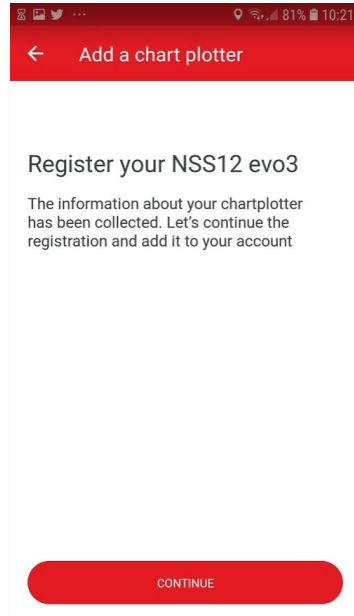 81% 10:21
Add a chart plotter
Register your NSS12 evo3
The information about your chartplotter
has been collected. Let's continue the
registration and add it to your account
CONTINUE